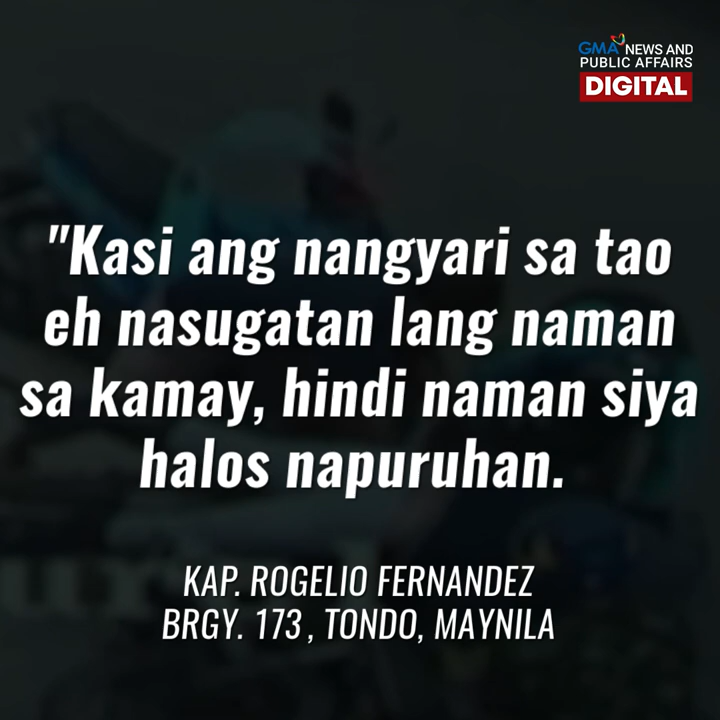 GMA NEWS AND
PUBLIC AFFAIRS
DIGITAL
"Kasi ang nangyari sa tao
eh nasugatan lang naman
sa kamay, hindi naman siya
halos napuruhan.
KAP. ROGELIO FERNANDEZ
BRGY. 173 , TONDO, MAYNILA